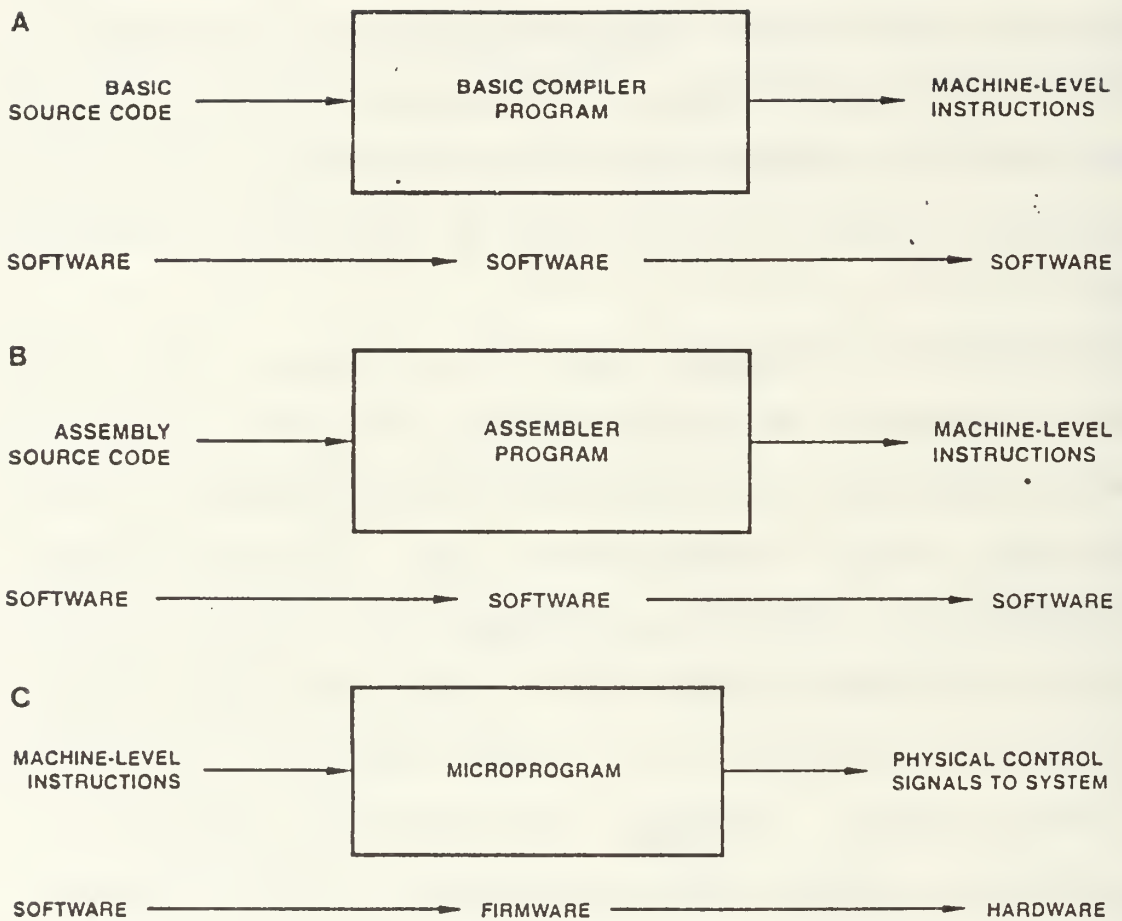 A
BASIC
SOURCE CODE
BASIC COMPILER
PROGRAM
MACHINE-LEVEL
INSTRUCTIONS
SOFTWARE
SOFTWARE
SOFTWARE
B
ASSEMBLY
SOURCE CODE
ASSEMBLER
PROGRAM
MACHINE-LEVEL
INSTRUCTIONS
SOFTWARE
SOFTWARE
SOFTWARE
C
MACHINE-LEVEL
INSTRUCTIONS
MICROPROGRAM
PHYSICAL CONTROL
SIGNALS TO SYSTEM
SOFTWARE
FIRMWARE
HARDWARE